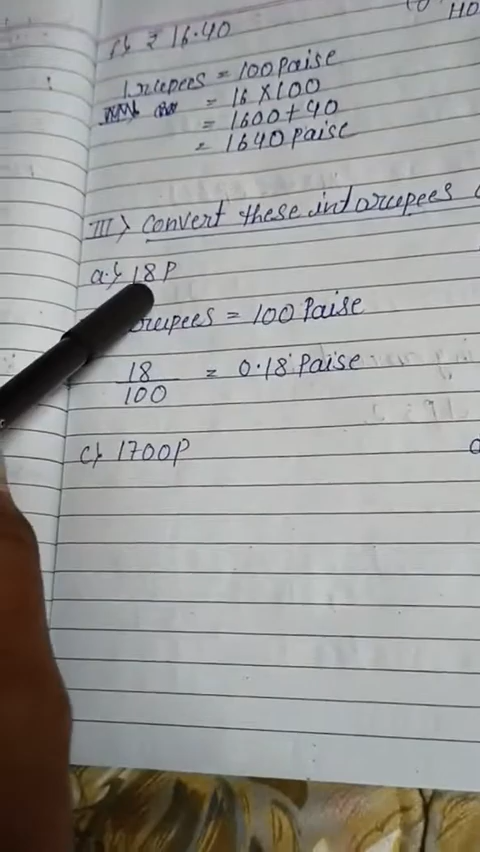 ₹ 16.40
1 rupees = 100 Paise
= 16 X 100
= 1600 + 40
= 1640 Paise
III) Convert these into rupees
a.) 18 P
rupees = 100 Paise
18/100 = 0.18 Paise
c) 1700P